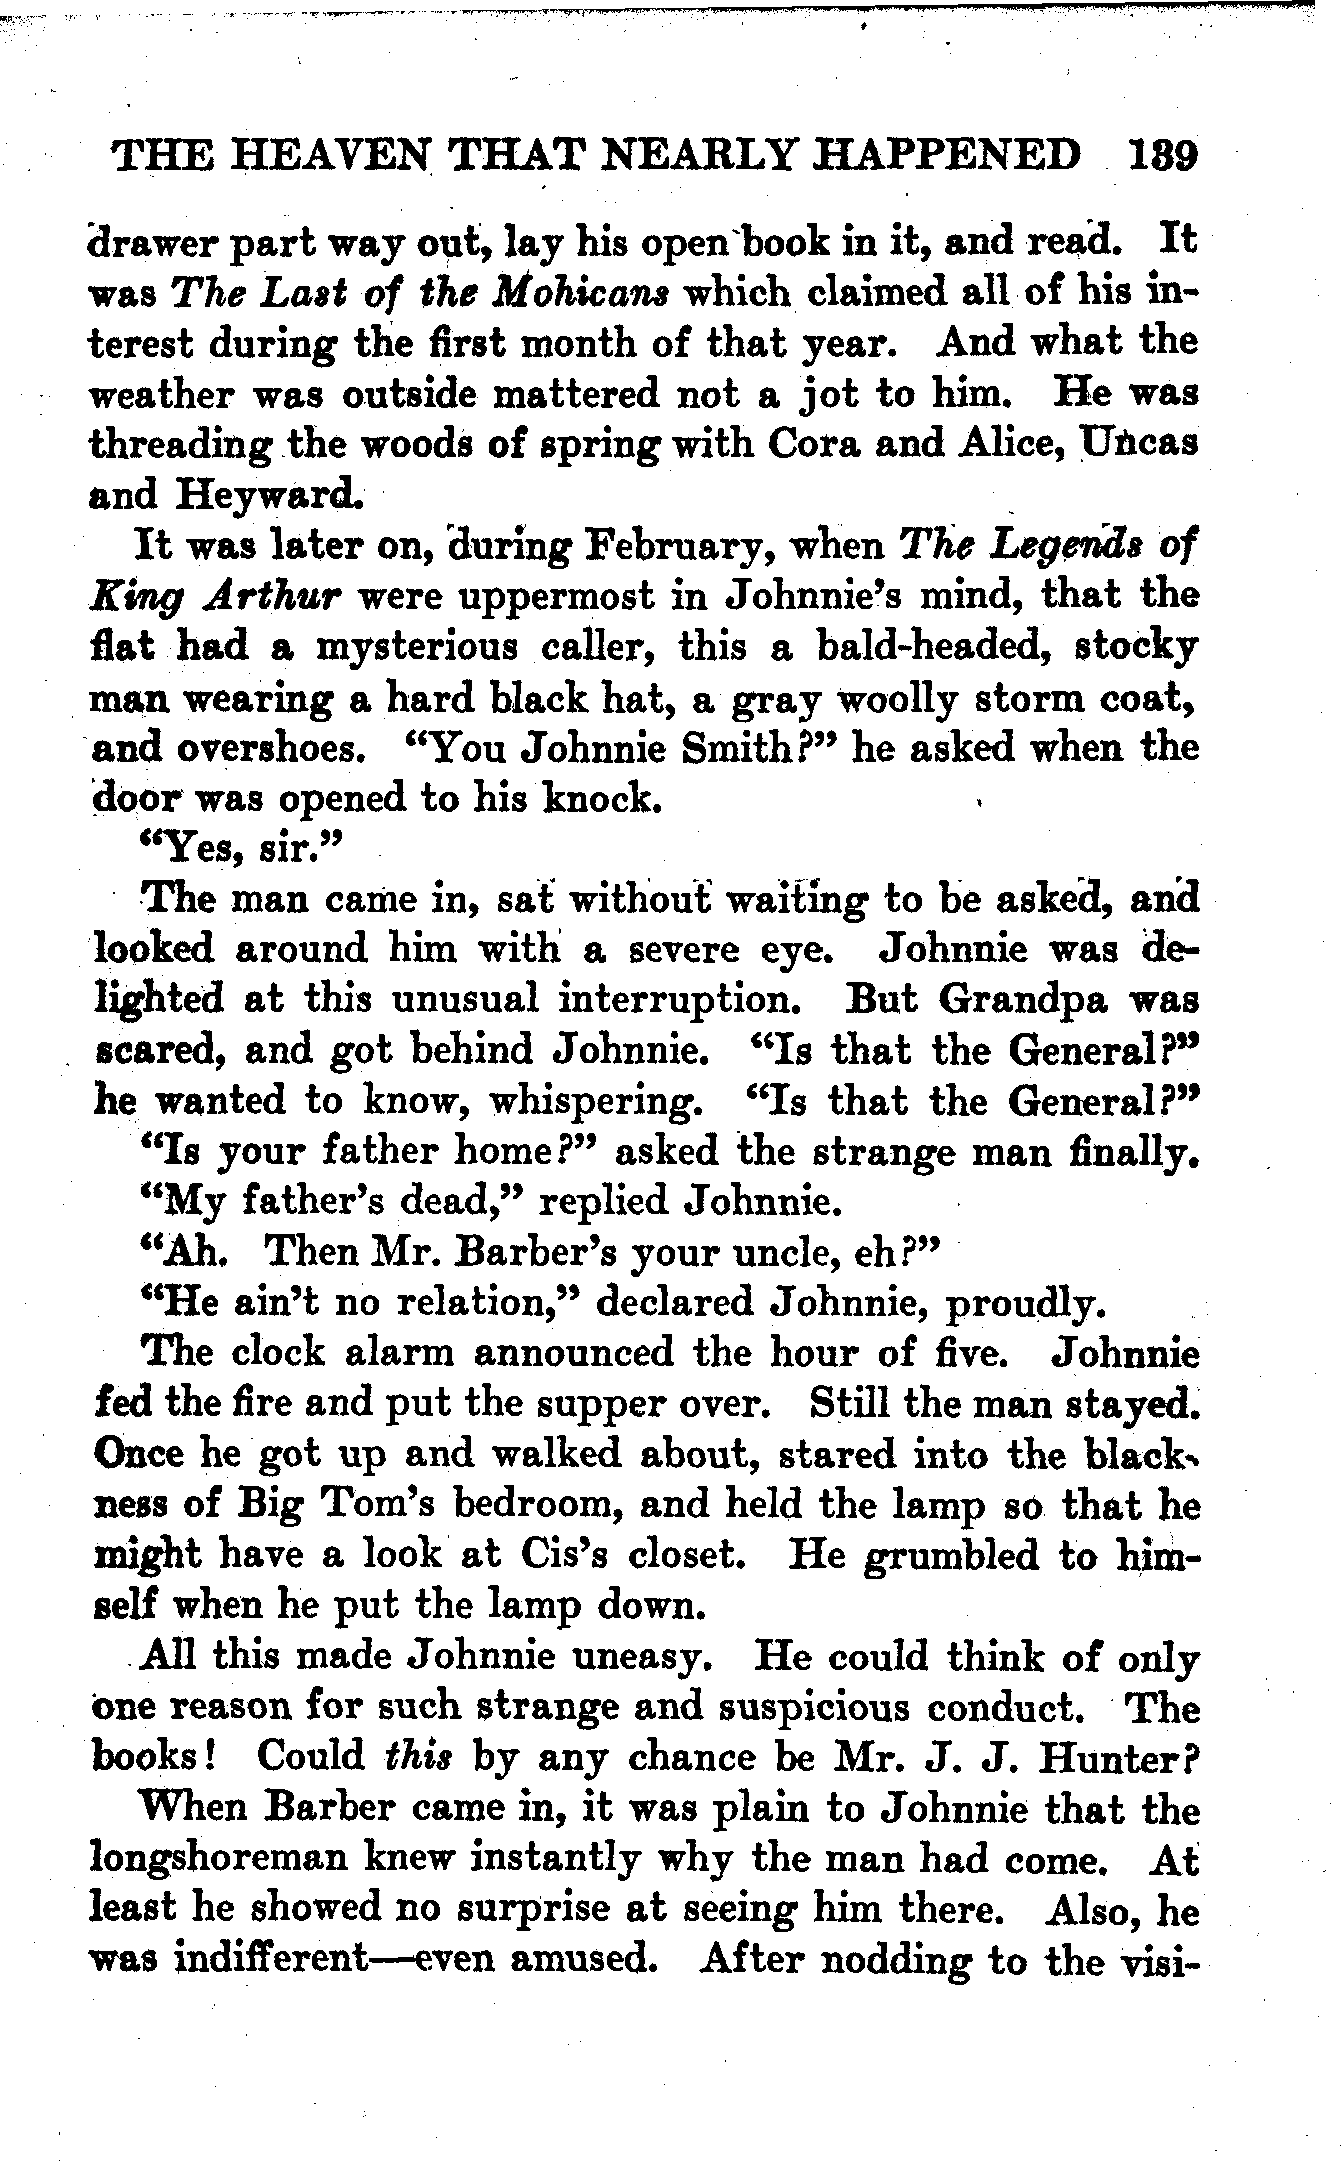 THE HEAVEN THAT NEARLY HAPPENED 139
drawer part way out, lay his open book in it, and read. It
was The Last of the Mohicans which claimed all of his in-
terest during the first month of that year. And what the
weather was outside mattered not a jot to him. He was
threading the woods of spring with Cora and Alice, Uncas
and Heyward.
It was later on, during February, when The Legends of
King Arthur were uppermost in Johnnie's mind, that the
flat had a mysterious caller, this a bald-headed, stocky
man wearing a hard black hat, a gray woolly storm coat,
and overshoes. "You Johnnie Smith?" he asked when the
door was opened to his knock.
"Yes, sir."
The man came in, sat without waiting to be asked, and
looked around him with a severe eye. Johnnie was de-
lighted at this unusual interruption. But Grandpa was
scared, and got behind Johnnie. "Is that the General?"
he wanted to know, whispering. "Is that the General?"
"Is your father home?" asked the strange man finally.
"My father's dead," replied Johnnie.
"Ah. Then Mr. Barber's your uncle, eh?"
"He ain't no relation," declared Johnnie, proudly.
The clock alarm announced the hour of five. Johnnie
fed the fire and put the supper over. Still the man stayed.
Once he got up and walked about, stared into the black-
ness of Big Tom's bedroom, and held the lamp so that he
might have a look at Cis's closet. He grumbled to him-
self when he put the lamp down.
All this made Johnnie uneasy. He could think of only
one reason for such strange and suspicious conduct. The
books! Could this by any chance be Mr. J. J. Hunter?
When Barber came in, it was plain to Johnnie that the
longshoreman knew instantly why the man had come. At
least he showed no surprise at seeing him there. Also, he
was indifferent—even amused. After nodding to the visi-